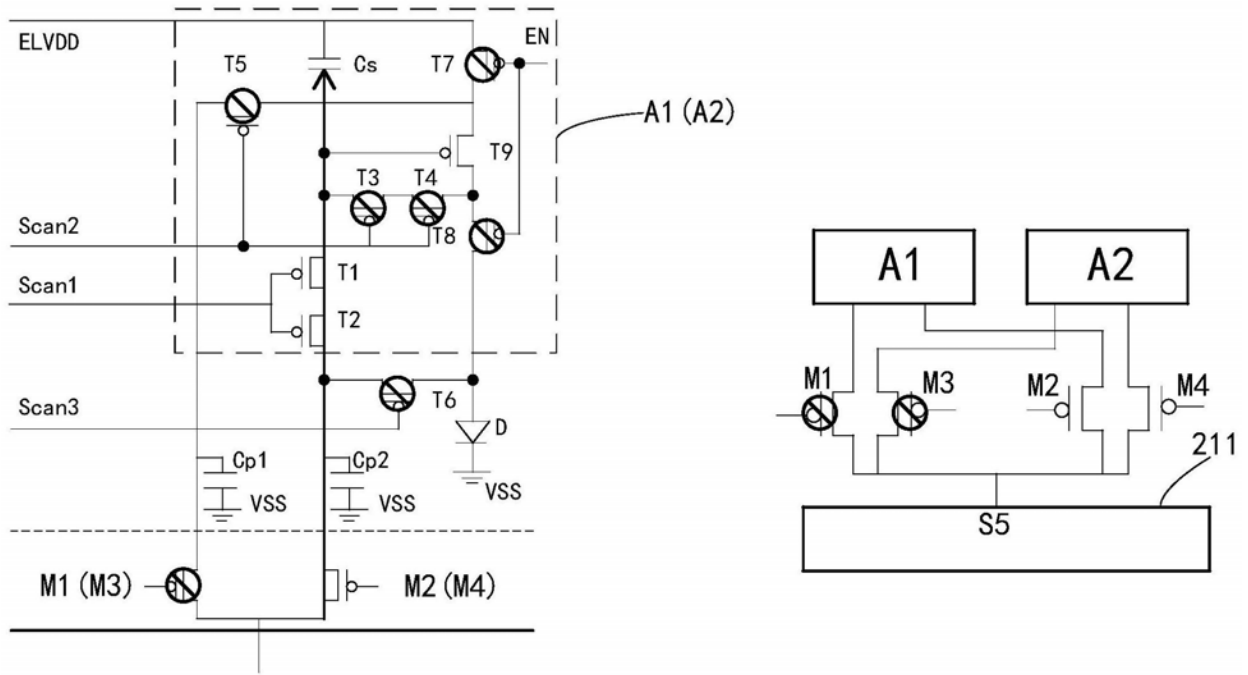 ELVDD
EN
T5
Cs
T7
A1(A2)
T9
T3
T4
Scan2
T8
Scan1
T1
T2
Scan3
T6
D
Cp1
Cp2
VSS
VSS
VSS
M1(M3)
M2(M4)
A1
A2
M1
M3
M2
M4
211
S5